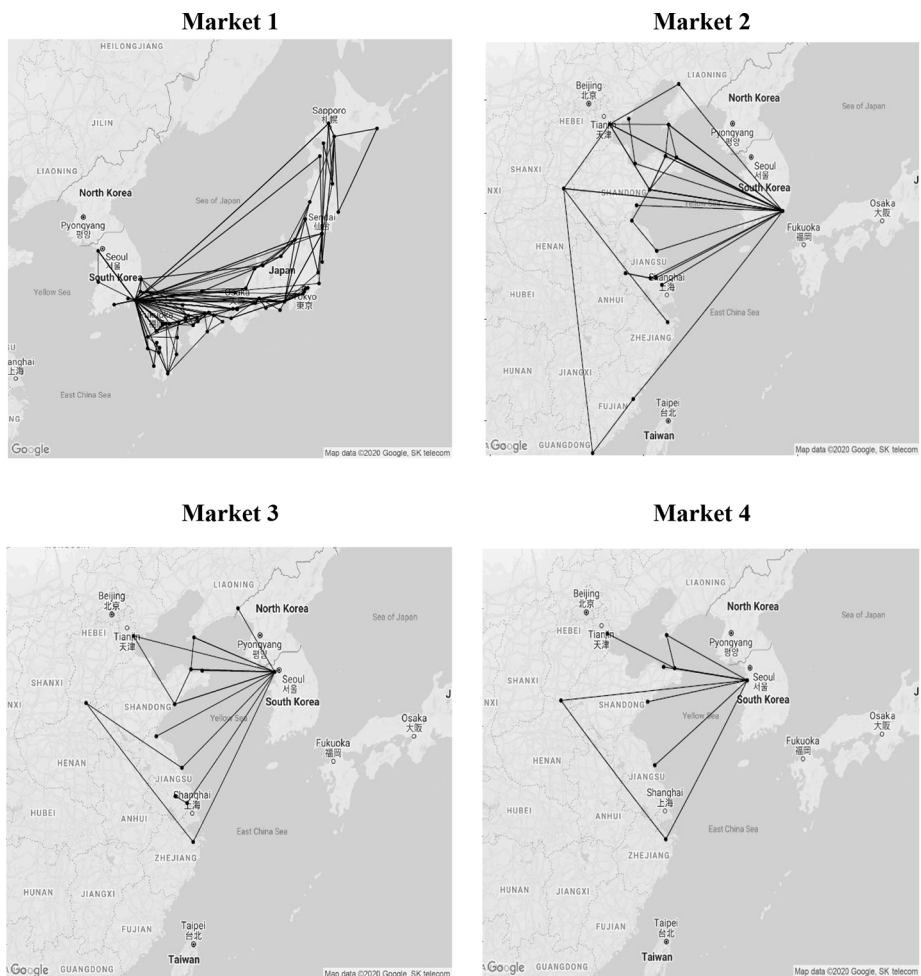 Market 1
HEILONGJIANG
JILIN
Sapporo
札幌
LIAONING
North Korea
Pyongyang
평양
Sea of Japan
Sendai
仙台
Seoul
서울
South Korea
Japan
Osaka
Tokyo
東京
Yellow Sea
anghai
上海
East China Sea
NG
Google
Map data ©2020 Google, SK telecom
Market 2
LIAONING
Beijing
北京
North Korea
Sea of Japan
HEBEI
Tianjin
天津
Pyongyang
평양
SHANXI
Seoul
서울
J
NXI
SHANDONG
South Korea
Yellow Sea
Osaka
大阪
Fukuoka
福岡
HENAN
JIANGSU
HUBEI
Shanghai
上海
ANHUI
East China Sea
ZHEJIANG
HUNAN
JIANGXI
Taipei
台北
FUJIAN
Taiwan
Google
GUANGDONG
Map data ©2020 Google, SK telecom
Market 3
LIAONING
Beijing
北京
North Korea
Sea of Japan
HEBEI
Tianjin
天津
Pyongyang
평양
SHANXI
Seoul
서울
J
NXI
SHANDONG
South Korea
Yellow Sea
Osaka
大阪
Fukuoka
福岡
HENAN
JIANGSU
HUBEI
Shanghai
上海
ANHUI
East China Sea
ZHEJIANG
HUNAN
JIANGXI
Taipei
台北
FUJIAN
Taiwan
Google
GUANGDONG
Map data ©2020 Google, SK telecom
Market 4
LIAONING
Beijing
北京
North Korea
Sea of Japan
HEBEI
Tianjin
天津
Pyongyang
평양
SHANXI
Seoul
서울
J
NXI
SHANDONG
South Korea
Yellow Sea
Osaka
大阪
Fukuoka
福岡
HENAN
JIANGSU
HUBEI
Shanghai
上海
ANHUI
East China Sea
ZHEJIANG
HUNAN
JIANGXI
Taipei
台北
FUJIAN
Taiwan
Google
GUANGDONG
Map data ©2020 Google, SK telecom